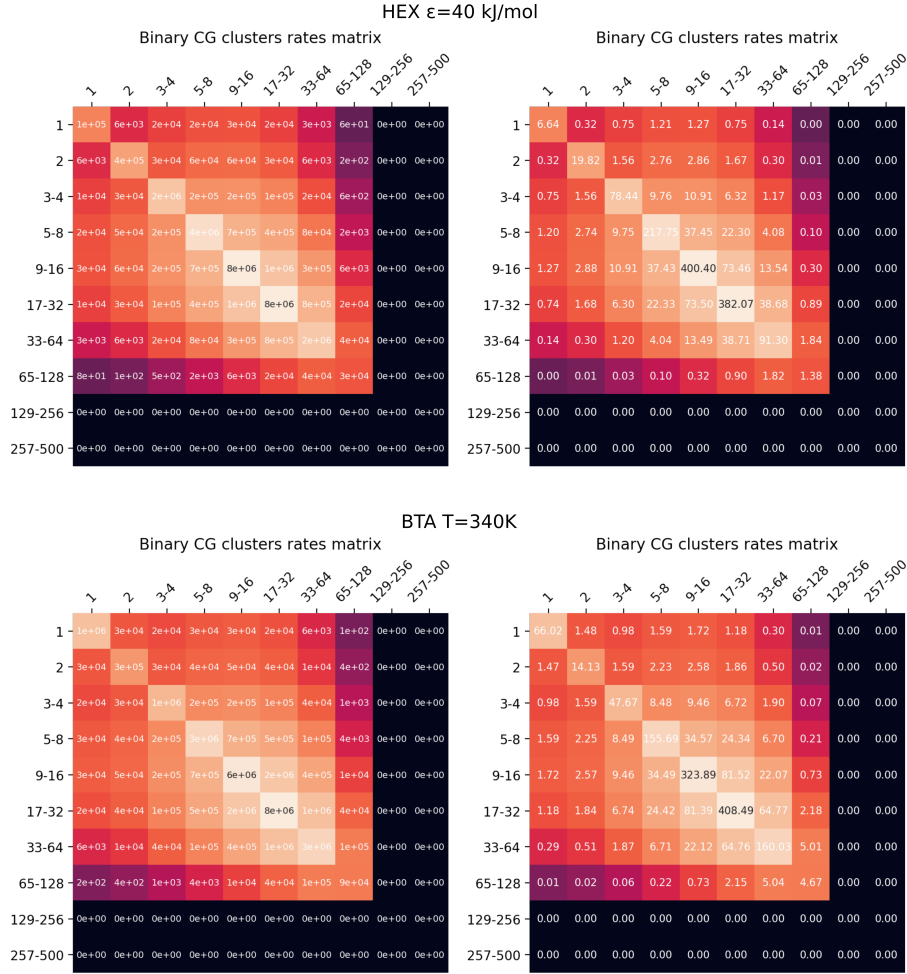 HEX ε=40 kJ/mol
Binary CG clusters rates matrix
1 2 3-4 5-8 9-16 17-32 33-64 65-128 129-256 257-500
1 1e+05 6e+03 2e+04 2e+04 3e+04 2e+04 3e+03 6e+01 0e+00 0e+00
2 6e+03 4e+05 3e+04 6e+04 6e+04 3e+04 6e+03 2e+02 0e+00 0e+00
3-4 1e+04 3e+04 2e+06 2e+05 2e+05 1e+05 2e+04 6e+02 0e+00 0e+00
5-8 2e+04 5e+04 2e+05 4e+06 7e+05 4e+05 8e+04 2e+03 0e+00 0e+00
9-16 3e+04 6e+04 2e+05 7e+05 8e+06 1e+06 3e+05 6e+03 0e+00 0e+00
17-32 1e+04 3e+04 1e+05 4e+05 1e+06 8e+06 8e+05 2e+04 0e+00 0e+00
33-64 3e+03 6e+03 2e+04 8e+04 3e+05 8e+05 2e+06 4e+04 0e+00 0e+00
65-128 8e+01 1e+02 5e+02 2e+03 6e+03 2e+04 4e+04 3e+04 0e+00 0e+00
129-256 0e+00 0e+00 0e+00 0e+00 0e+00 0e+00 0e+00 0e+00 0e+00 0e+00
257-500 0e+00 0e+00 0e+00 0e+00 0e+00 0e+00 0e+00 0e+00 0e+00 0e+00
Binary CG clusters rates matrix
1 2 3-4 5-8 9-16 17-32 33-64 65-128 129-256 257-500
1 6.64 0.32 0.75 1.21 1.27 0.75 0.14 0.00 0.00 0.00
2 0.32 19.82 1.56 2.76 2.86 1.67 0.30 0.01 0.00 0.00
3-4 0.75 1.56 78.44 9.76 10.91 6.32 1.17 0.03 0.00 0.00
5-8 1.20 2.74 9.75 217.75 37.45 22.30 4.08 0.10 0.00 0.00
9-16 1.27 2.88 10.91 37.43 400.40 73.46 13.54 0.30 0.00 0.00
17-32 0.74 1.68 6.30 22.33 73.50 382.07 38.68 0.89 0.00 0.00
33-64 0.14 0.30 1.20 4.04 13.49 38.71 91.30 1.84 0.00 0.00
65-128 0.00 0.01 0.03 0.10 0.32 0.90 1.82 1.38 0.00 0.00
129-256 0.00 0.00 0.00 0.00 0.00 0.00 0.00 0.00 0.00 0.00
257-500 0.00 0.00 0.00 0.00 0.00 0.00 0.00 0.00 0.00 0.00
BTA T=340K
Binary CG clusters rates matrix
1 2 3-4 5-8 9-16 17-32 33-64 65-128 129-256 257-500
1 1e+06 3e+04 2e+04 3e+04 3e+04 2e+04 6e+03 1e+02 0e+00 0e+00
2 3e+04 3e+05 3e+04 4e+04 5e+04 4e+04 1e+04 4e+02 0e+00 0e+00
3-4 2e+04 3e+04 1e+06 2e+05 2e+05 1e+05 4e+04 1e+03 0e+00 0e+00
5-8 3e+04 4e+04 2e+05 3e+06 7e+05 5e+05 1e+05 4e+03 0e+00 0e+00
9-16 3e+04 5e+04 2e+05 7e+05 6e+06 2e+06 4e+05 1e+04 0e+00 0e+00
17-32 2e+04 4e+04 1e+05 5e+05 2e+06 8e+06 1e+06 4e+04 0e+00 0e+00
33-64 6e+03 1e+04 4e+04 1e+05 4e+05 1e+06 3e+06 1e+05 0e+00 0e+00
65-128 2e+02 4e+02 1e+03 4e+03 1e+04 4e+04 1e+05 9e+04 0e+00 0e+00
129-256 0e+00 0e+00 0e+00 0e+00 0e+00 0e+00 0e+00 0e+00 0e+00 0e+00
257-500 0e+00 0e+00 0e+00 0e+00 0e+00 0e+00 0e+00 0e+00 0e+00 0e+00
Binary CG clusters rates matrix
1 2 3-4 5-8 9-16 17-32 33-64 65-128 129-256 257-500
1 66.02 1.48 0.98 1.59 1.72 1.18 0.30 0.01 0.00 0.00
2 1.47 14.13 1.59 2.23 2.58 1.86 0.50 0.02 0.00 0.00
3-4 0.98 1.59 47.67 8.48 9.46 6.72 1.90 0.07 0.00 0.00
5-8 1.59 2.25 8.49 155.69 34.57 24.34 6.70 0.21 0.00 0.00
9-16 1.72 2.57 9.46 34.49 323.89 81.52 22.07 0.73 0.00 0.00
17-32 1.18 1.84 6.74 24.42 81.39 408.49 64.77 2.18 0.00 0.00
33-64 0.29 0.51 1.87 6.71 22.12 64.76 160.03 5.01 0.00 0.00
65-128 0.01 0.02 0.06 0.22 0.73 2.15 5.04 4.67 0.00 0.00
129-256 0.00 0.00 0.00 0.00 0.00 0.00 0.00 0.00 0.00 0.00
257-500 0.00 0.00 0.00 0.00 0.00 0.00 0.00 0.00 0.00 0.00